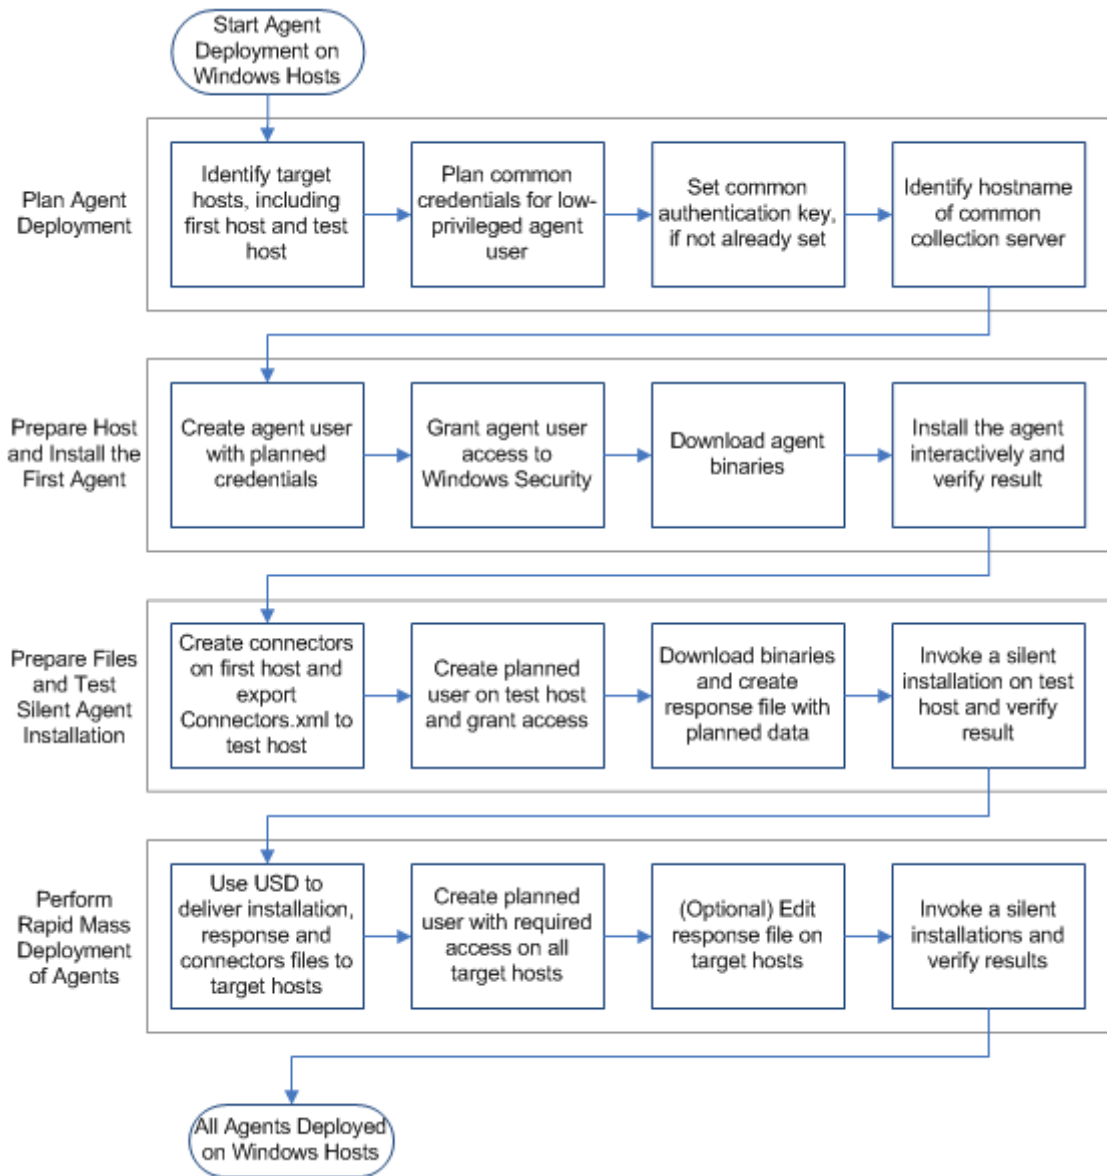 Start Agent
Deployment on
Windows Hosts
Plan Agent
Deployment
Identify target
hosts, including
first host and test
host
Plan common
credentials for low-
privileged agent
user
Set common
authentication key,
if not already set
Identify hostname
of common
collection server
Prepare Host
and Install the
First Agent
Create agent user
with planned
credentials
Grant agent user
access to
Windows Security
Download agent
binaries
Install the agent
interactively and
verify result
Prepare Files
and Test
Silent Agent
Installation
Create connectors
on first host and
export
Connectors.xml to
test host
Create planned
user on test host
and grant access
Download binaries
and create
response file with
planned data
Invoke a silent
installation on test
host and verify
result
Perform
Rapid Mass
Deployment
of Agents
Use USD to
deliver installation,
response and
connectors files to
target hosts
Create planned
user with required
access on all
target hosts
(Optional) Edit
response file on
target hosts
Invoke a silent
installations and
verify results
All Agents Deployed
on Windows Hosts